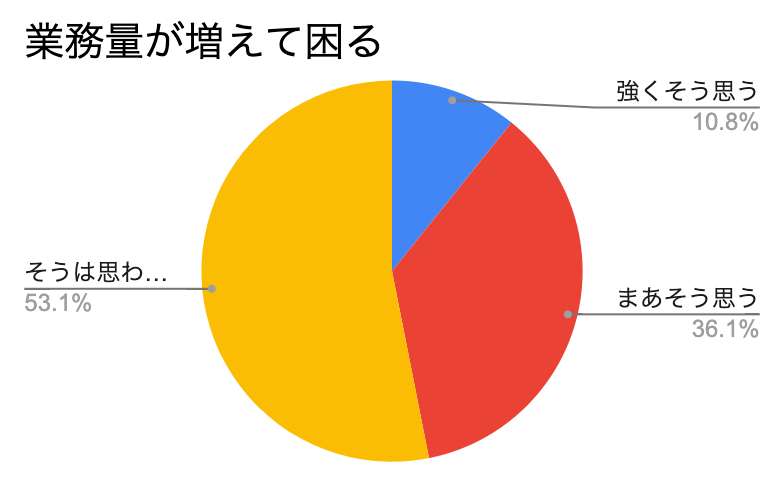 業務量が増えて困る
強くそう思う
10.8%
そうは思わ…
53.1%
まあそう思う
36.1%